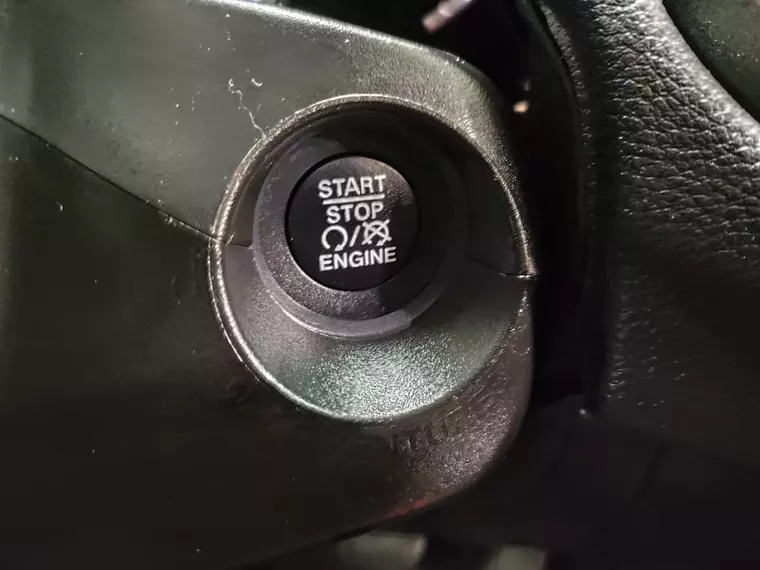 START
STOP
/
ENGINE